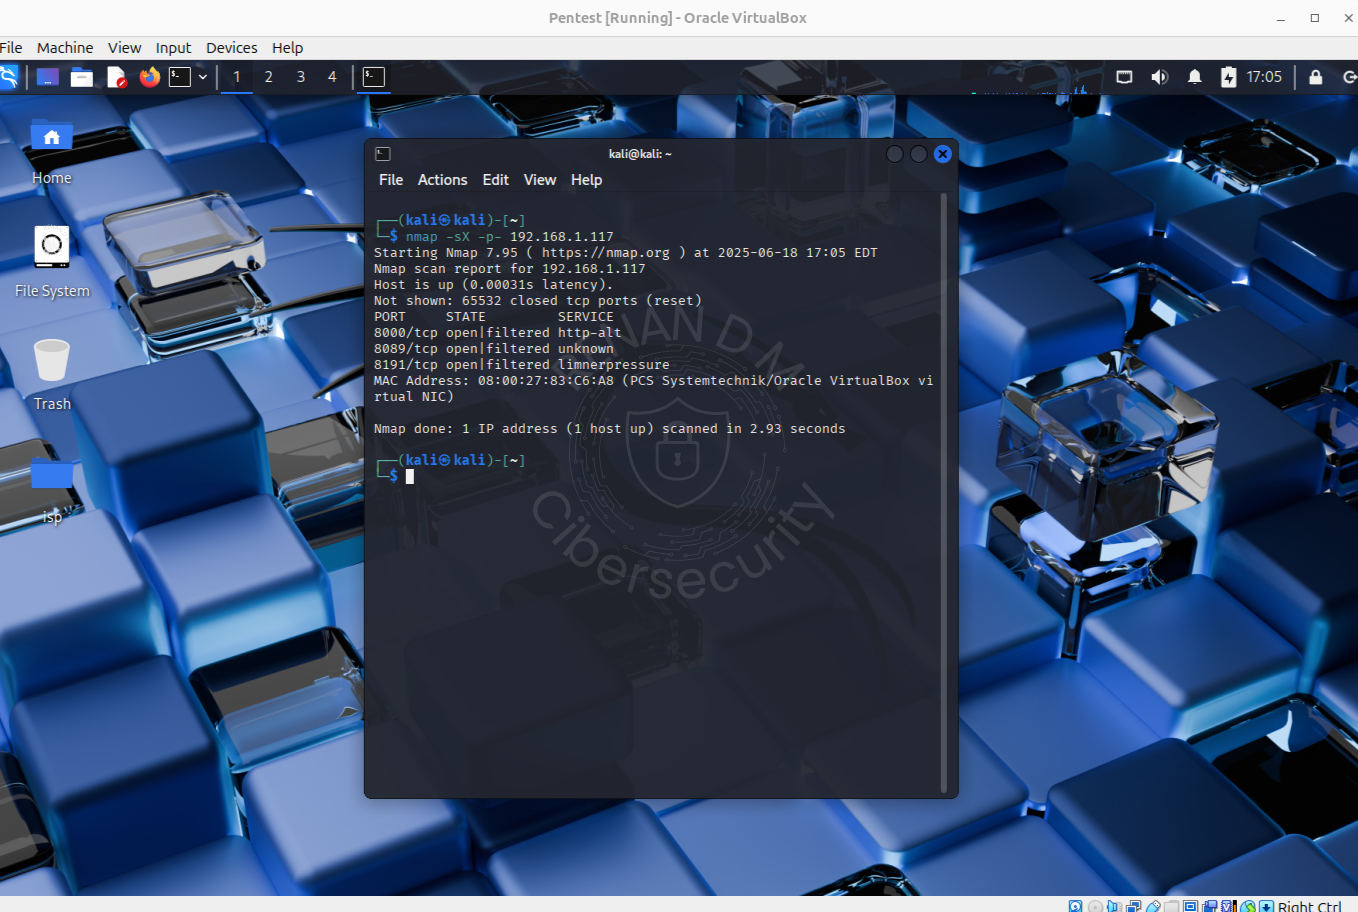 Pentest [Running] - Oracle VirtualBox
File Machine View Input Devices Help
1 2 3 4
17:05
Home
File System
Trash
isp
kali@kali: ~
File Actions Edit View Help
┌──(kali㉿kali)-[~]
└─$ nmap -sX -p- 192.168.1.117
Starting Nmap 7.95 ( https://nmap.org ) at 2025-06-18 17:05 EDT
Nmap scan report for 192.168.1.117
Host is up (0.00031s latency).
Not shown: 65532 closed tcp ports (reset)
PORT     STATE         SERVICE
8000/tcp open|filtered http-alt
8089/tcp open|filtered unknown
8191/tcp open|filtered limnerpressure
MAC Address: 08:00:27:83:C6:A8 (PCS Systemtechnik/Oracle VirtualBox vi
rtual NIC)
Nmap done: 1 IP address (1 host up) scanned in 2.93 seconds
┌──(kali㉿kali)-[~]
└─$
Cibersecurity
Right Ctrl